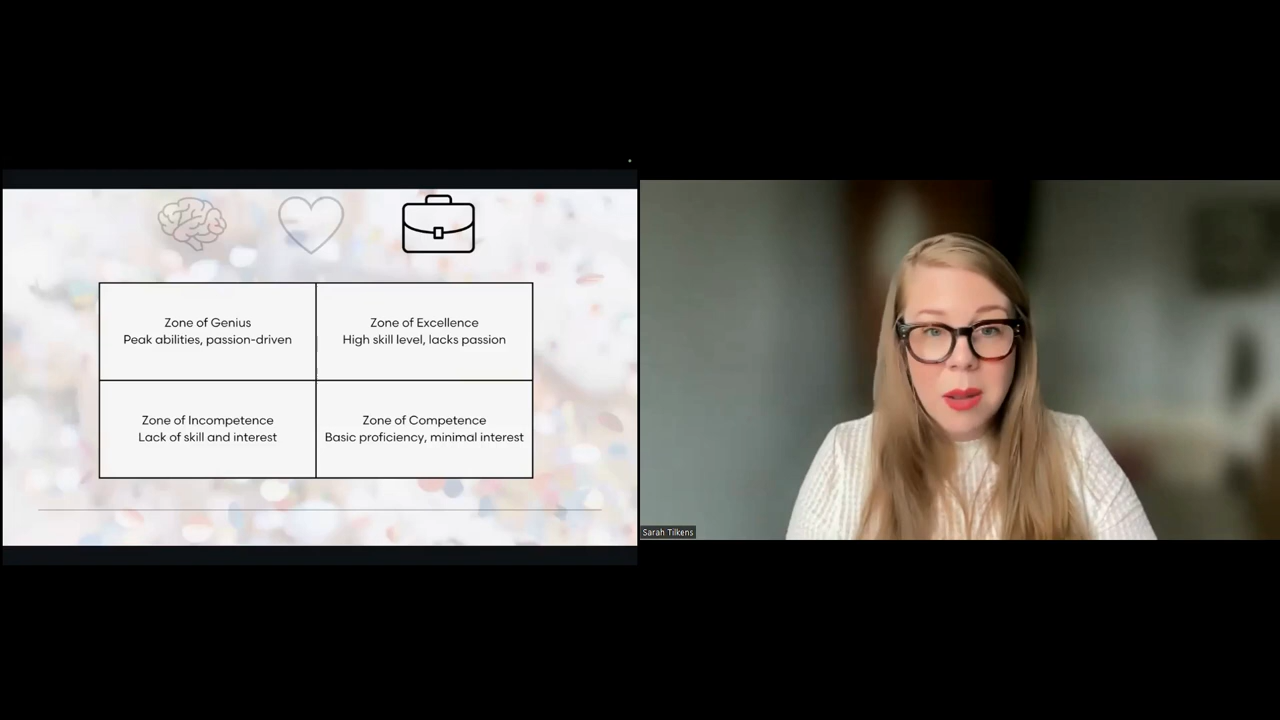 Zone of Genius
Peak abilities, passion-driven
Zone of Excellence
High skill level, lacks passion
Zone of Incompetence
Lack of skill and interest
Zone of Competence
Basic proficiency, minimal interest
Sarah Tilkens